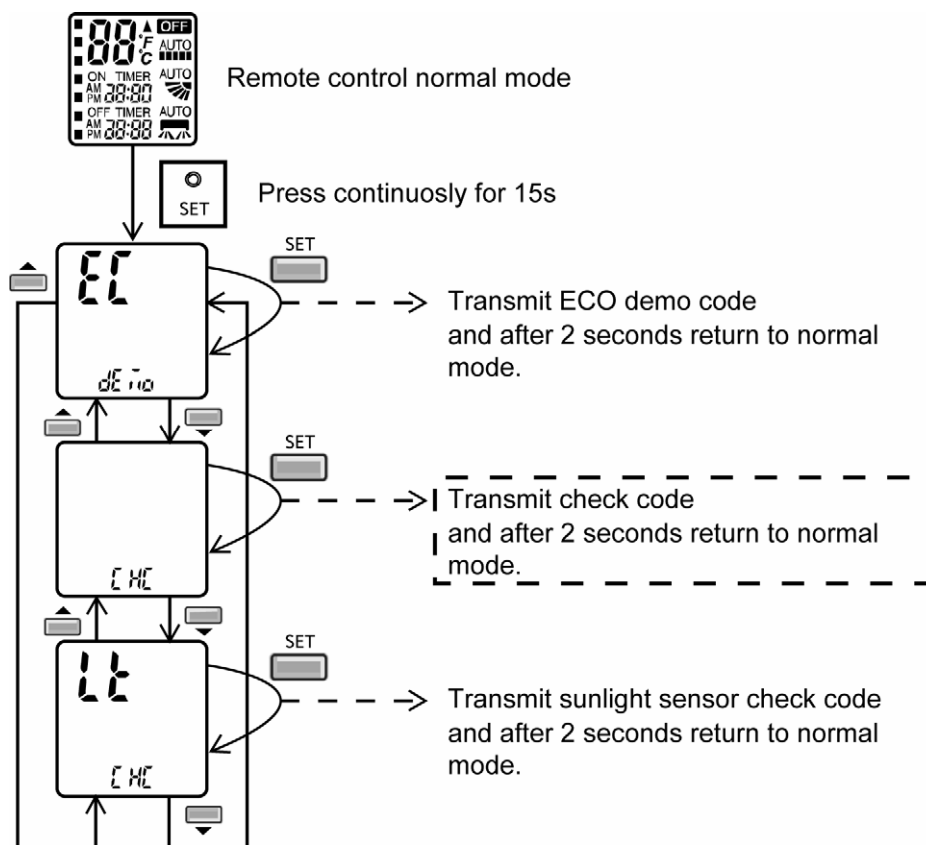 88 °F °C OFF
AUTO
ON TIMER AUTO
AM PM 28:80
OFF TIMER AUTO
AM PM 28:88
Remote control normal mode
SET
Press continuosly for 15s
EC
dEmo
SET
Transmit ECO demo code
and after 2 seconds return to normal
mode.
CHC
SET
Transmit check code
and after 2 seconds return to normal
mode.
Lt
CHC
SET
Transmit sunlight sensor check code
and after 2 seconds return to normal
mode.